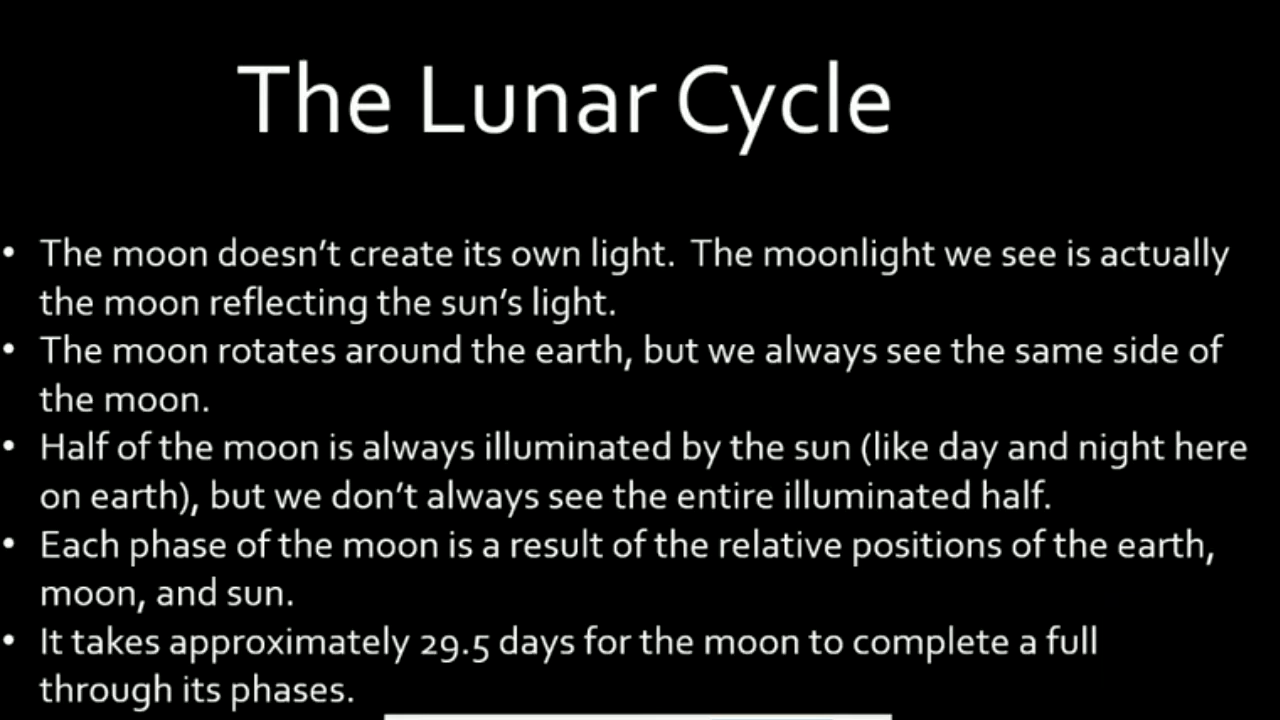 The Lunar Cycle
• The moon doesn’t create its own light.  The moonlight we see is actually
the moon reflecting the sun’s light.
• The moon rotates around the earth, but we always see the same side of
the moon.
• Half of the moon is always illuminated by the sun (like day and night here
on earth), but we don’t always see the entire illuminated half.
• Each phase of the moon is a result of the relative positions of the earth,
moon, and sun.
• It takes approximately 29.5 days for the moon to complete a full
through its phases.